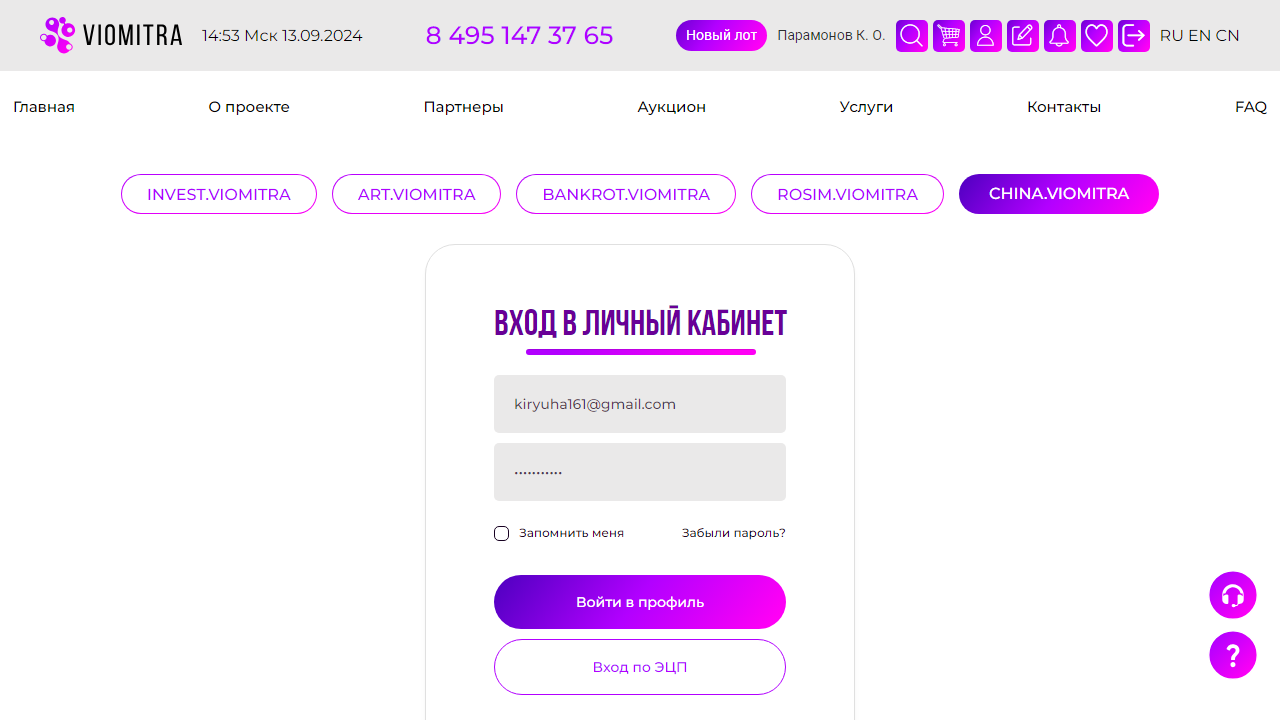 VIOMITRA 14:53 Мск 13.09.2024 8 495 147 37 65 Новый лот Парамонов К. О. RU EN CN
Главная О проекте Партнеры Аукцион Услуги Контакты FAQ
INVEST.VIOMITRA ART.VIOMITRA BANKROT.VIOMITRA ROSIM.VIOMITRA CHINA.VIOMITRA
ВХОД В ЛИЧНЫЙ КАБИНЕТ
kiryuha161@gmail.com
•••••••••••
Запомнить меня Забыли пароль?
Войти в профиль
Вход по ЭЦП
?